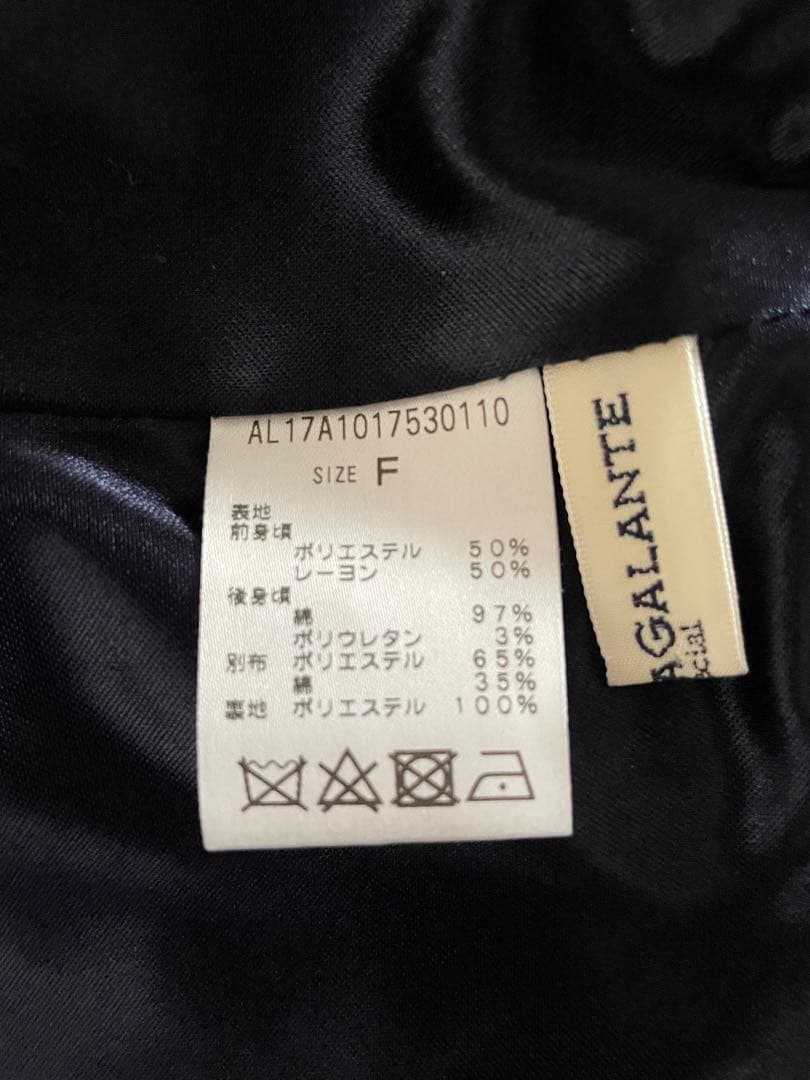 AL17A1017530110
SIZE F
表地
前身頃
ポリエステル 50%
レーヨン 50%
後身頃
綿 97%
ポリウレタン 3%
別布 ポリエステル 65%
綿 35%
裏地 ポリエステル 100%
AGALANTE
ecial